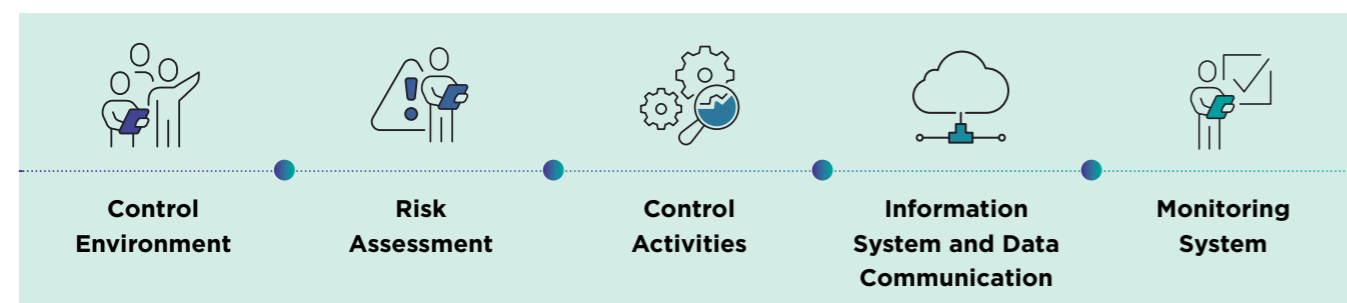 Control
Environment
Risk
Assessment
Control
Activities
Information
System and Data
Communication
Monitoring
System